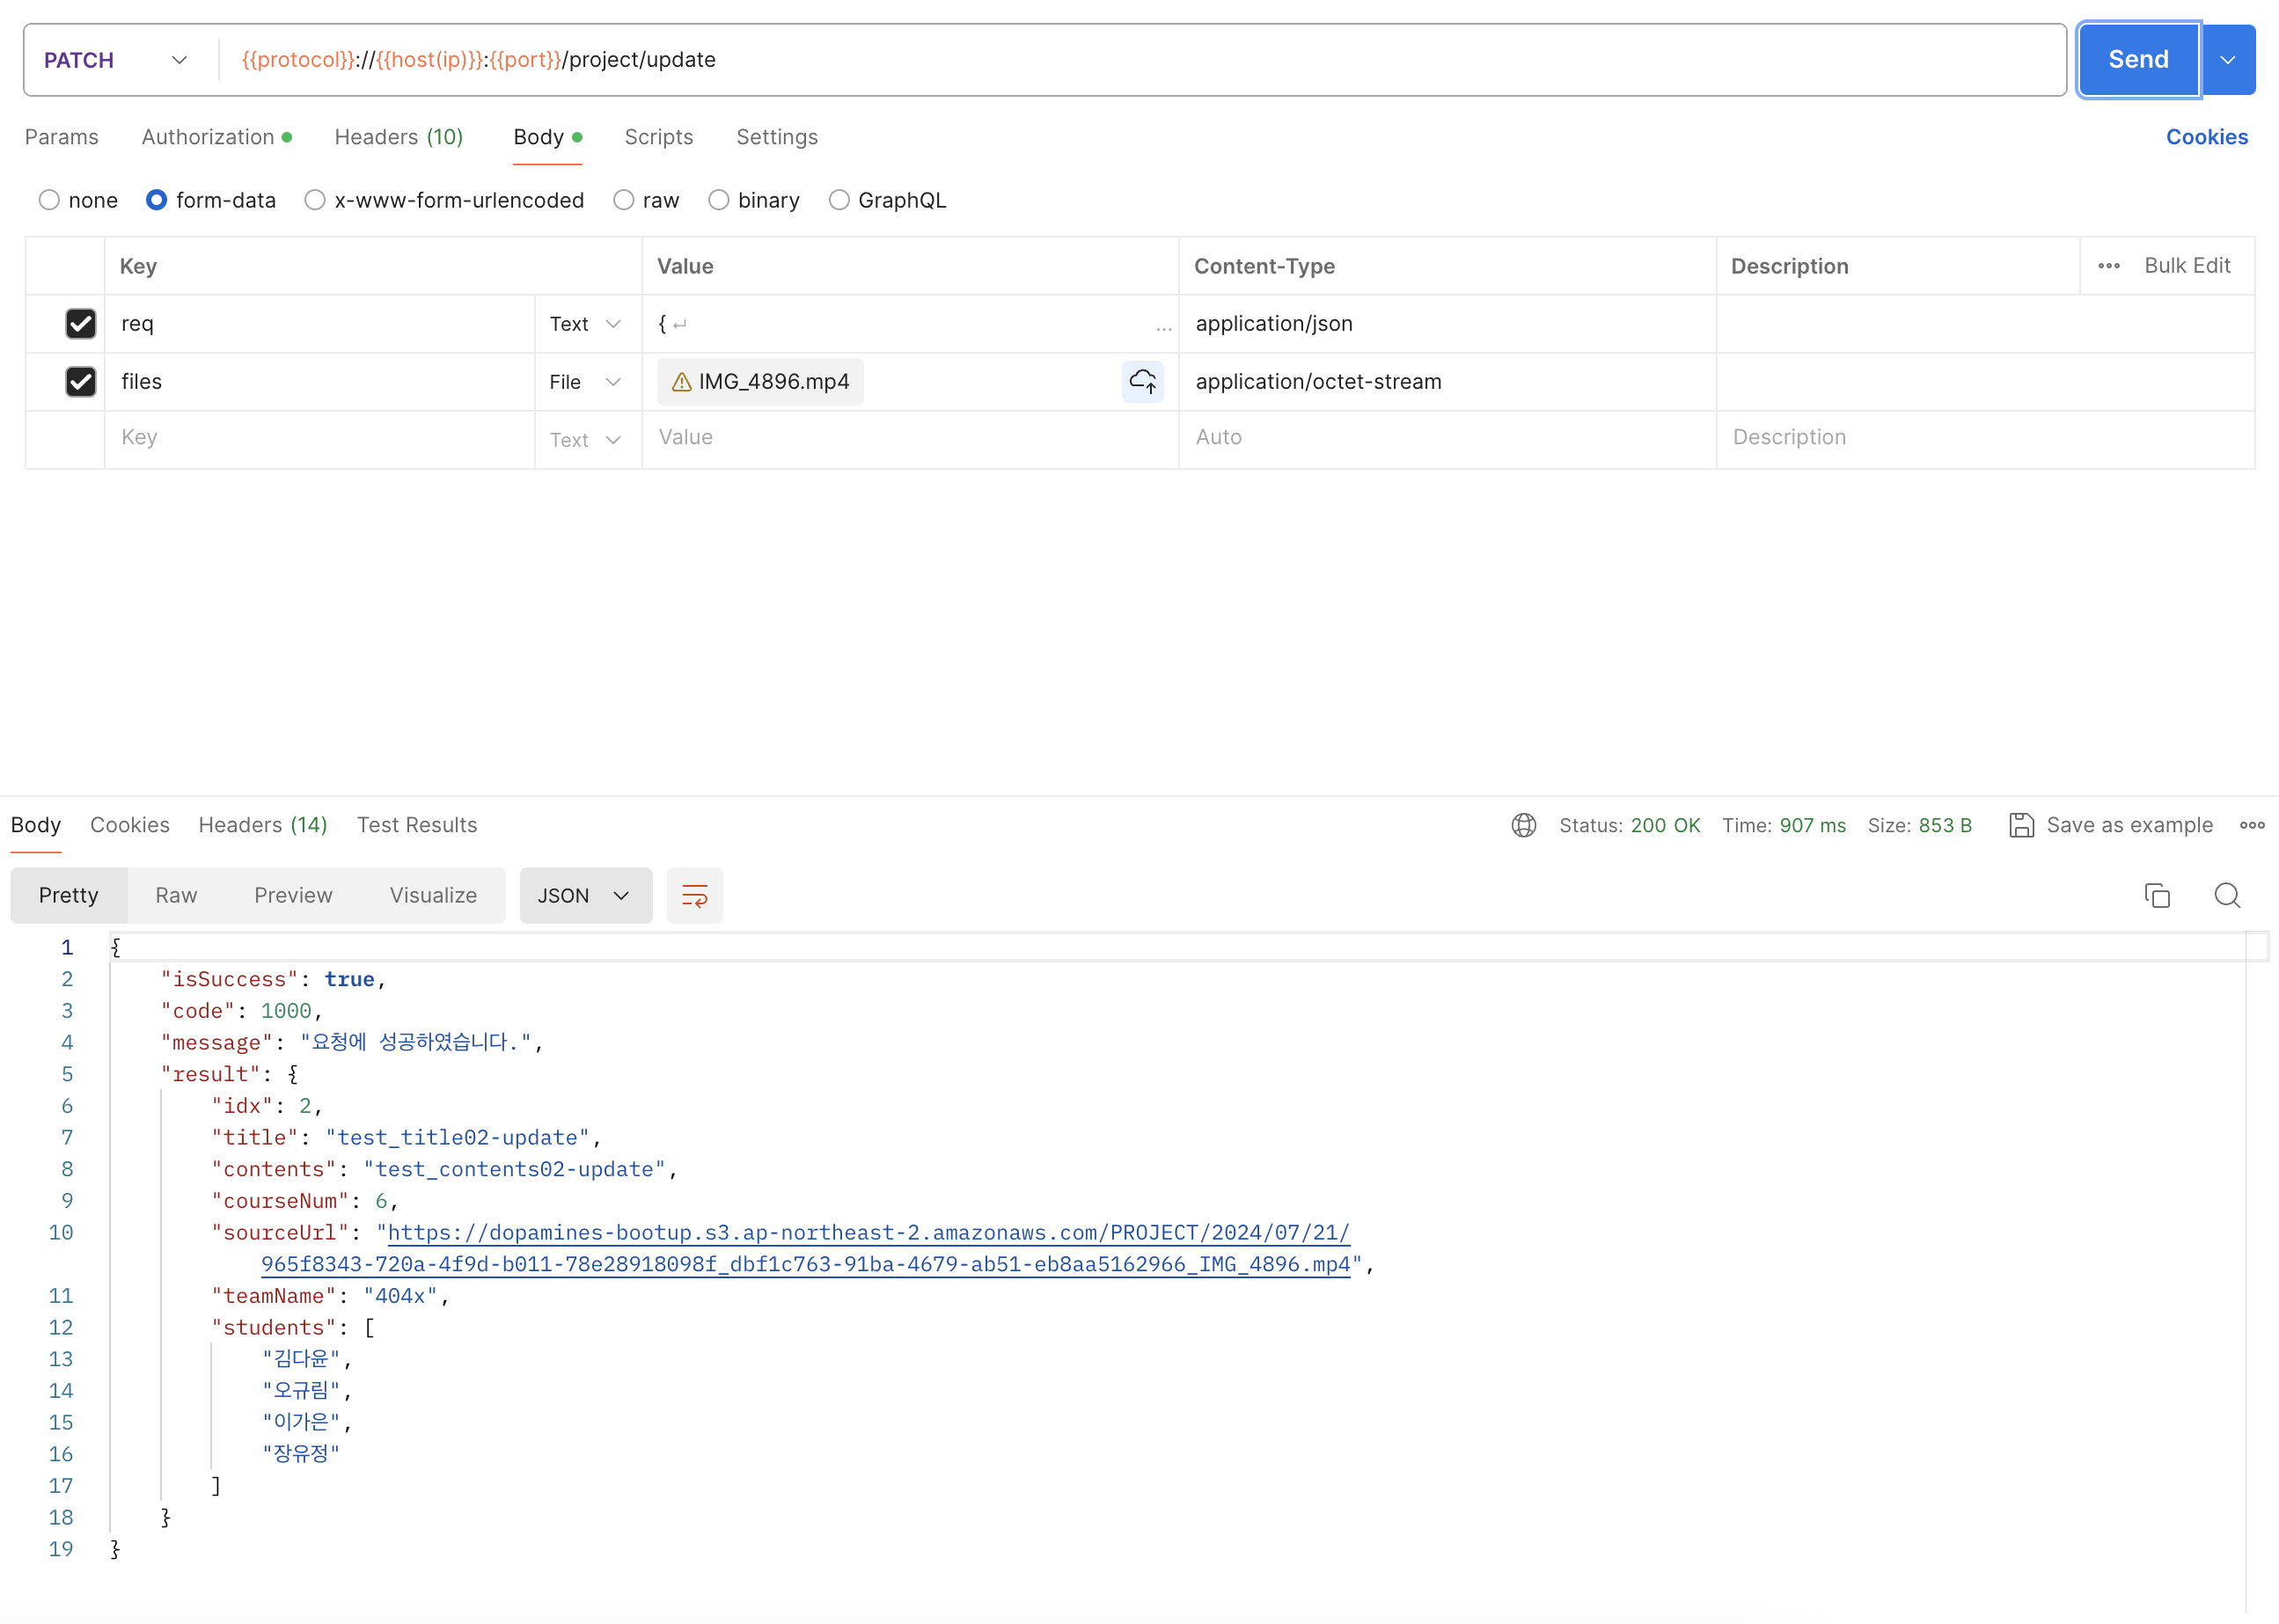 PATCH {{protocol}}://{{host(ip)}}:{{port}}/project/update Send
Params Authorization Headers (10) Body Scripts Settings Cookies
none form-data x-www-form-urlencoded raw binary GraphQL
Key Value Content-Type Description Bulk Edit
req Text { ... application/json
files File IMG_4896.mp4 application/octet-stream
Key Text Value Auto Description
Body Cookies Headers (14) Test Results Status: 200 OK Time: 907 ms Size: 853 B Save as example
Pretty Raw Preview Visualize JSON
1 {
2 "isSuccess": true,
3 "code": 1000,
4 "message": "요청에 성공하였습니다.",
5 "result": {
6 "idx": 2,
7 "title": "test_title02-update",
8 "contents": "test_contents02-update",
9 "courseNum": 6,
10 "sourceUrl": "https://dopamines-bootup.s3.ap-northeast-2.amazonaws.com/PROJECT/2024/07/21/
965f8343-720a-4f9d-b011-78e28918098f_dbf1c763-91ba-4679-ab51-eb8aa5162966_IMG_4896.mp4",
11 "teamName": "404x",
12 "students": [
13 "김다윤",
14 "오규림",
15 "이가은",
16 "장유정"
17 ]
18 }
19 }